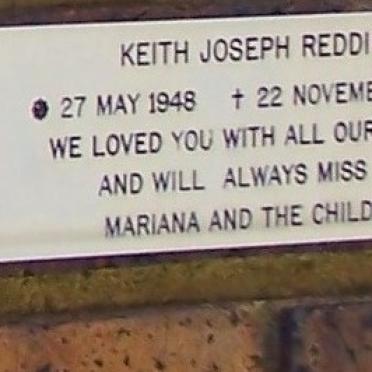 KEITH JOSEPH REDDI
27 MAY 1948 † 22 NOVEME
WE LOVED YOU WITH ALL OUR
AND WILL ALWAYS MISS
MARIANA AND THE CHILD